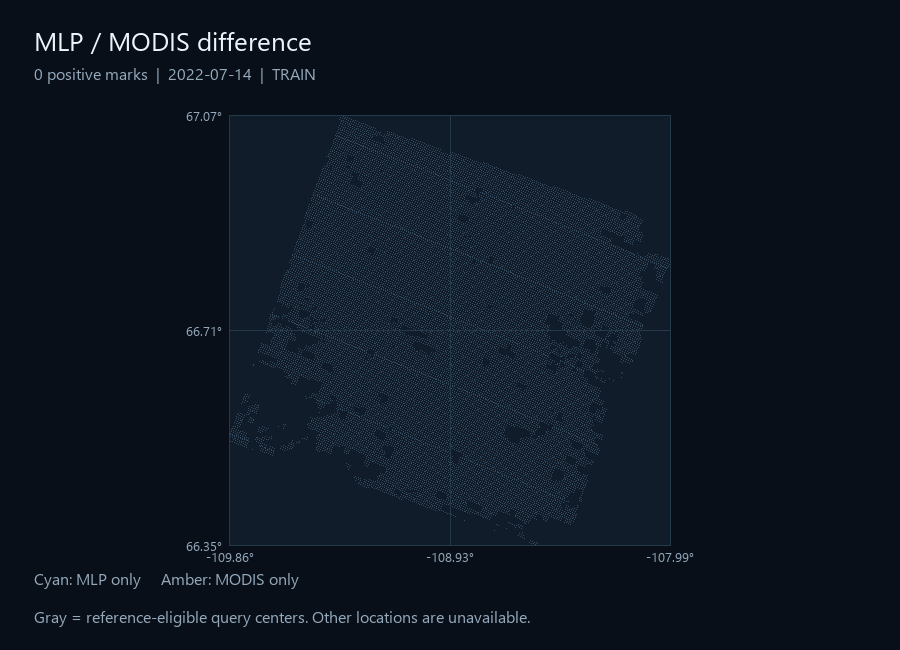 MLP / MODIS difference
0 positive marks | 2022-07-14 | TRAIN
67.07°
66.71°
66.35°
-109.86° -108.93° -107.99°
Cyan: MLP only Amber: MODIS only
Gray = reference-eligible query centers. Other locations are unavailable.